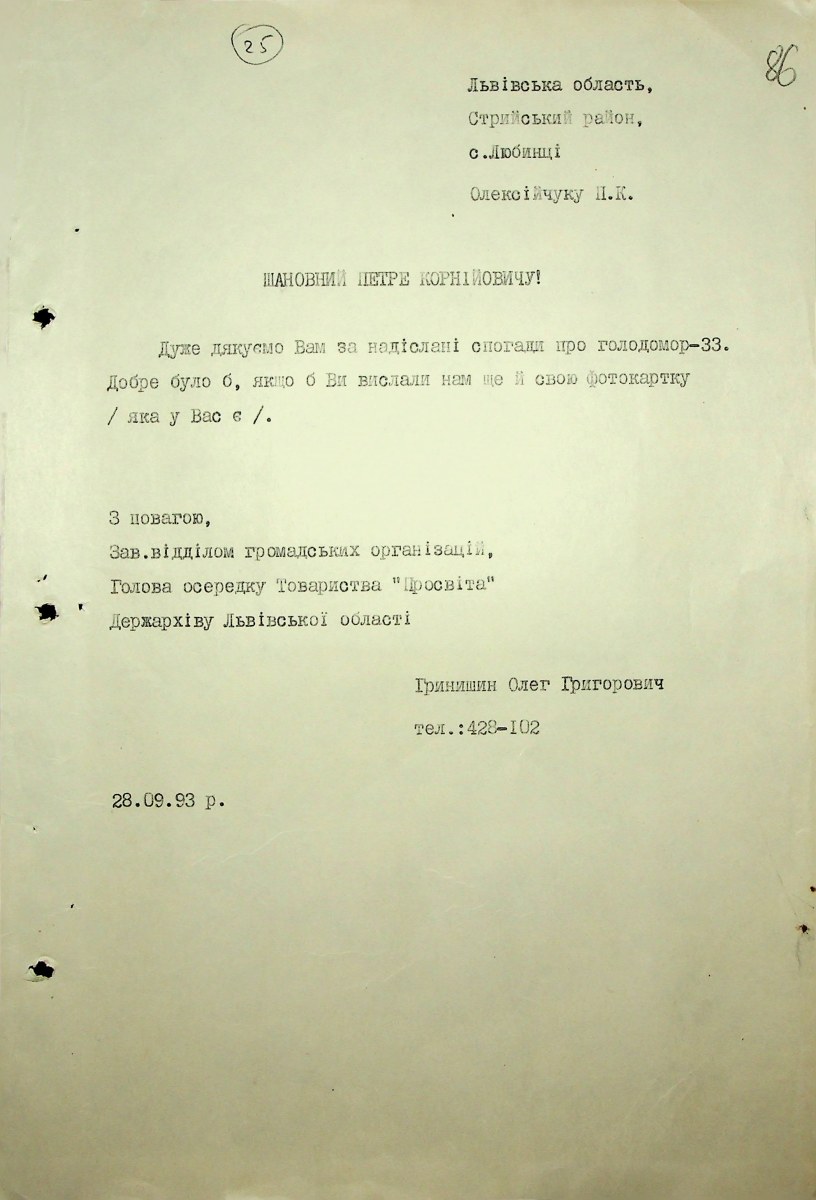 25
86
Львівська область,
Стрийський район,
с.Любинці
Олексійчуку П.К.
ШАНОВНИЙ ПЕТРЕ КОРНІЙОВИЧУ!
Дуже дякуємо Вам за надіслані спогади про голодомор-33.
Добре було б, якщо б Ви вислали нам ще й свою фотокартку
/ яка у Вас є /.
З повагою,
Зав.відділом громадських організацій,
Голова осередку Товариства "Просвіта"
Держархіву Львівської області
Гринишин Олег Григорович
тел.:428-102
28.09.93 р.